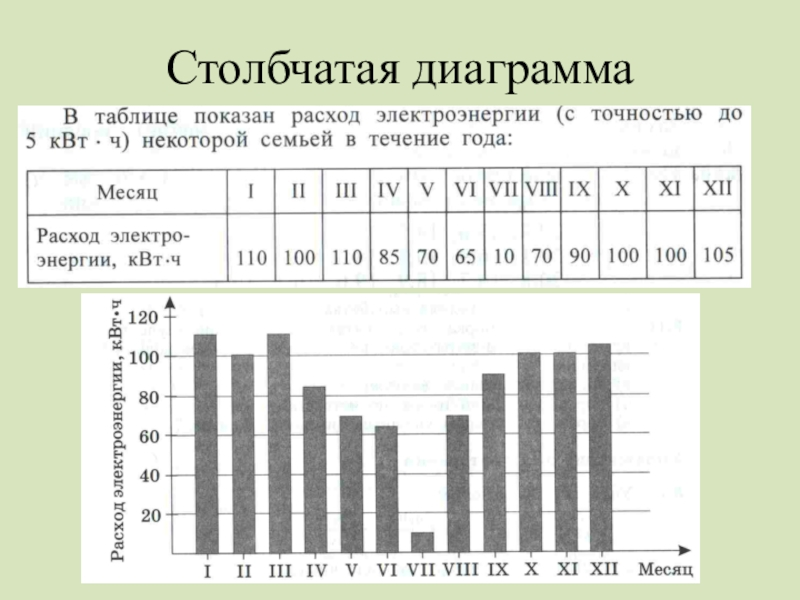 Столбчатая диаграмма
В таблице показан расход электроэнергии (с точностью до
5 кВт · ч) некоторой семьей в течение года:
Месяц I II III IV V VI VII VIII IX X XI XII
Расход электро-
энергии, кВт·ч 110 100 110 85 70 65 10 70 90 100 100 105
Расход электроэнергии, кВт·ч
120
100
80
60
40
20
I II III IV V VI VII VIII IX X XI XII Месяц